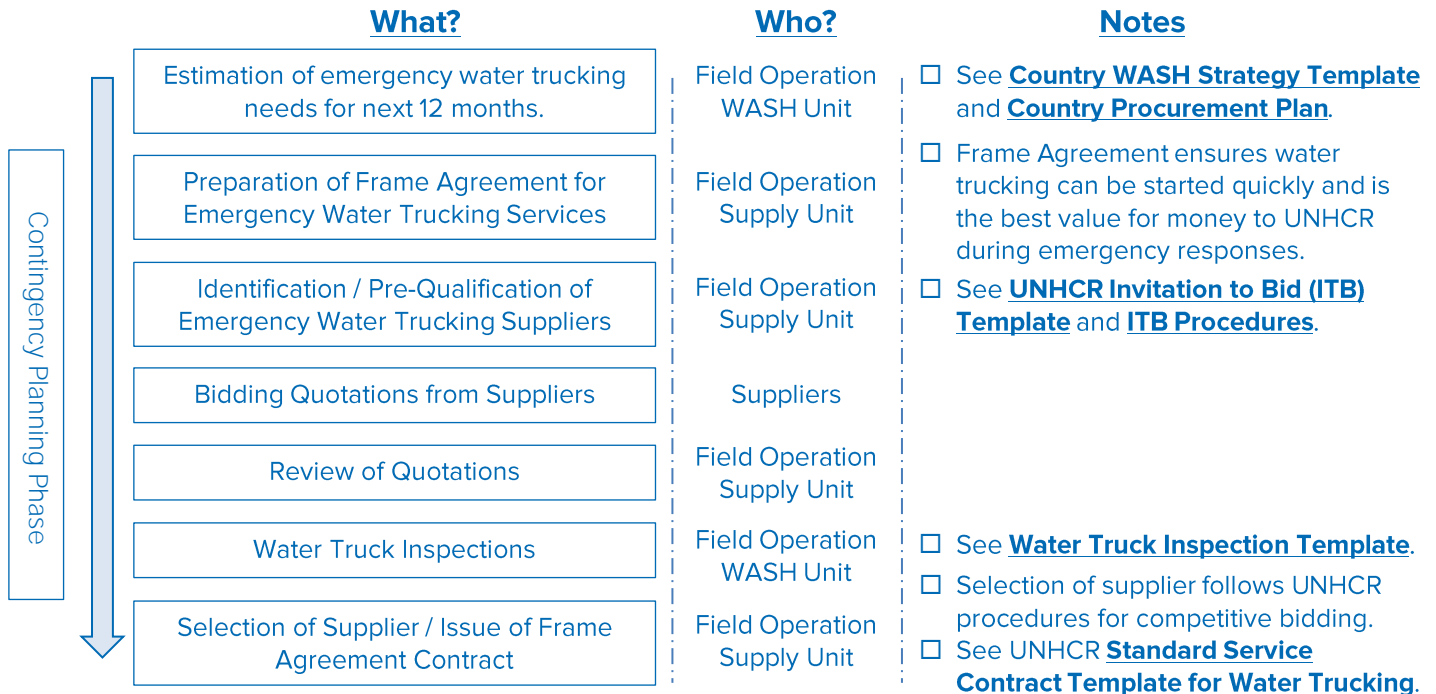 What?
Who?
Notes
Contingency Planning Phase
Estimation of emergency water trucking
needs for next 12 months.
Field Operation
WASH Unit
☐ See Country WASH Strategy Template
and Country Procurement Plan.
Preparation of Frame Agreement for
Emergency Water Trucking Services
Field Operation
Supply Unit
☐ Frame Agreement ensures water
trucking can be started quickly and is
the best value for money to UNHCR
during emergency responses.
Identification / Pre-Qualification of
Emergency Water Trucking Suppliers
Field Operation
Supply Unit
☐ See UNHCR Invitation to Bid (ITB)
Template and ITB Procedures.
Bidding Quotations from Suppliers
Suppliers
Review of Quotations
Field Operation
Supply Unit
Water Truck Inspections
Field Operation
WASH Unit
☐ See Water Truck Inspection Template.
Selection of Supplier / Issue of Frame
Agreement Contract
Field Operation
Supply Unit
☐ Selection of supplier follows UNHCR
procedures for competitive bidding.
☐ See UNHCR Standard Service
Contract Template for Water Trucking.